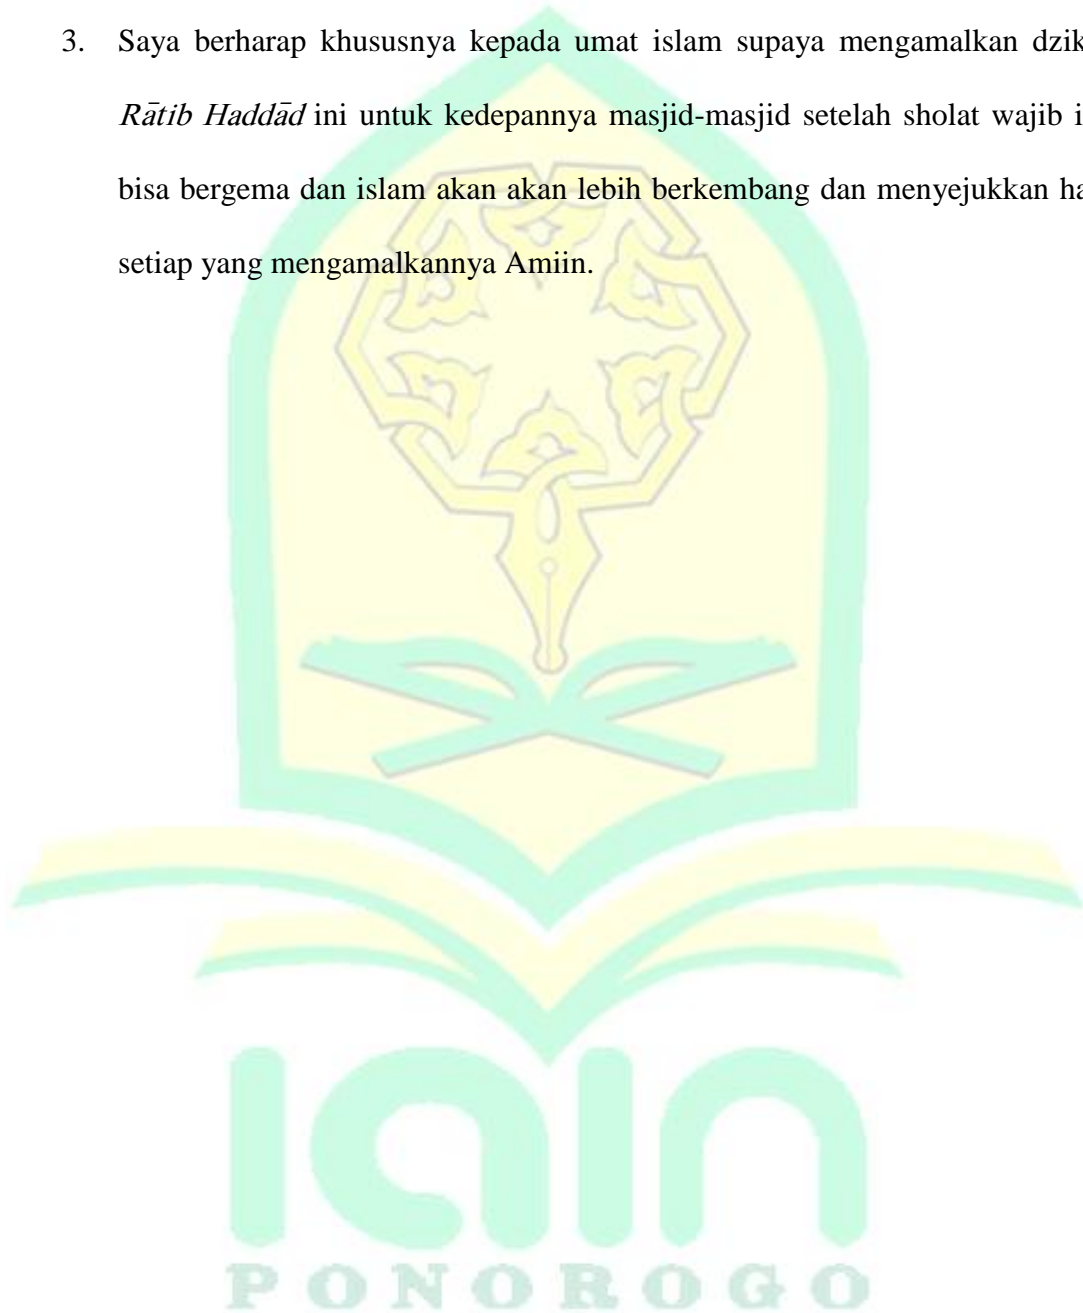 3. Saya berharap khususnya kepada umat islam supaya mengamalkan dzik
Rātib Haddād ini untuk kedepannya masjid-masjid setelah sholat wajib i
bisa bergema dan islam akan akan lebih berkembang dan menyejukkan ha
setiap yang mengamalkannya Amiin.
iain
PONOROGO